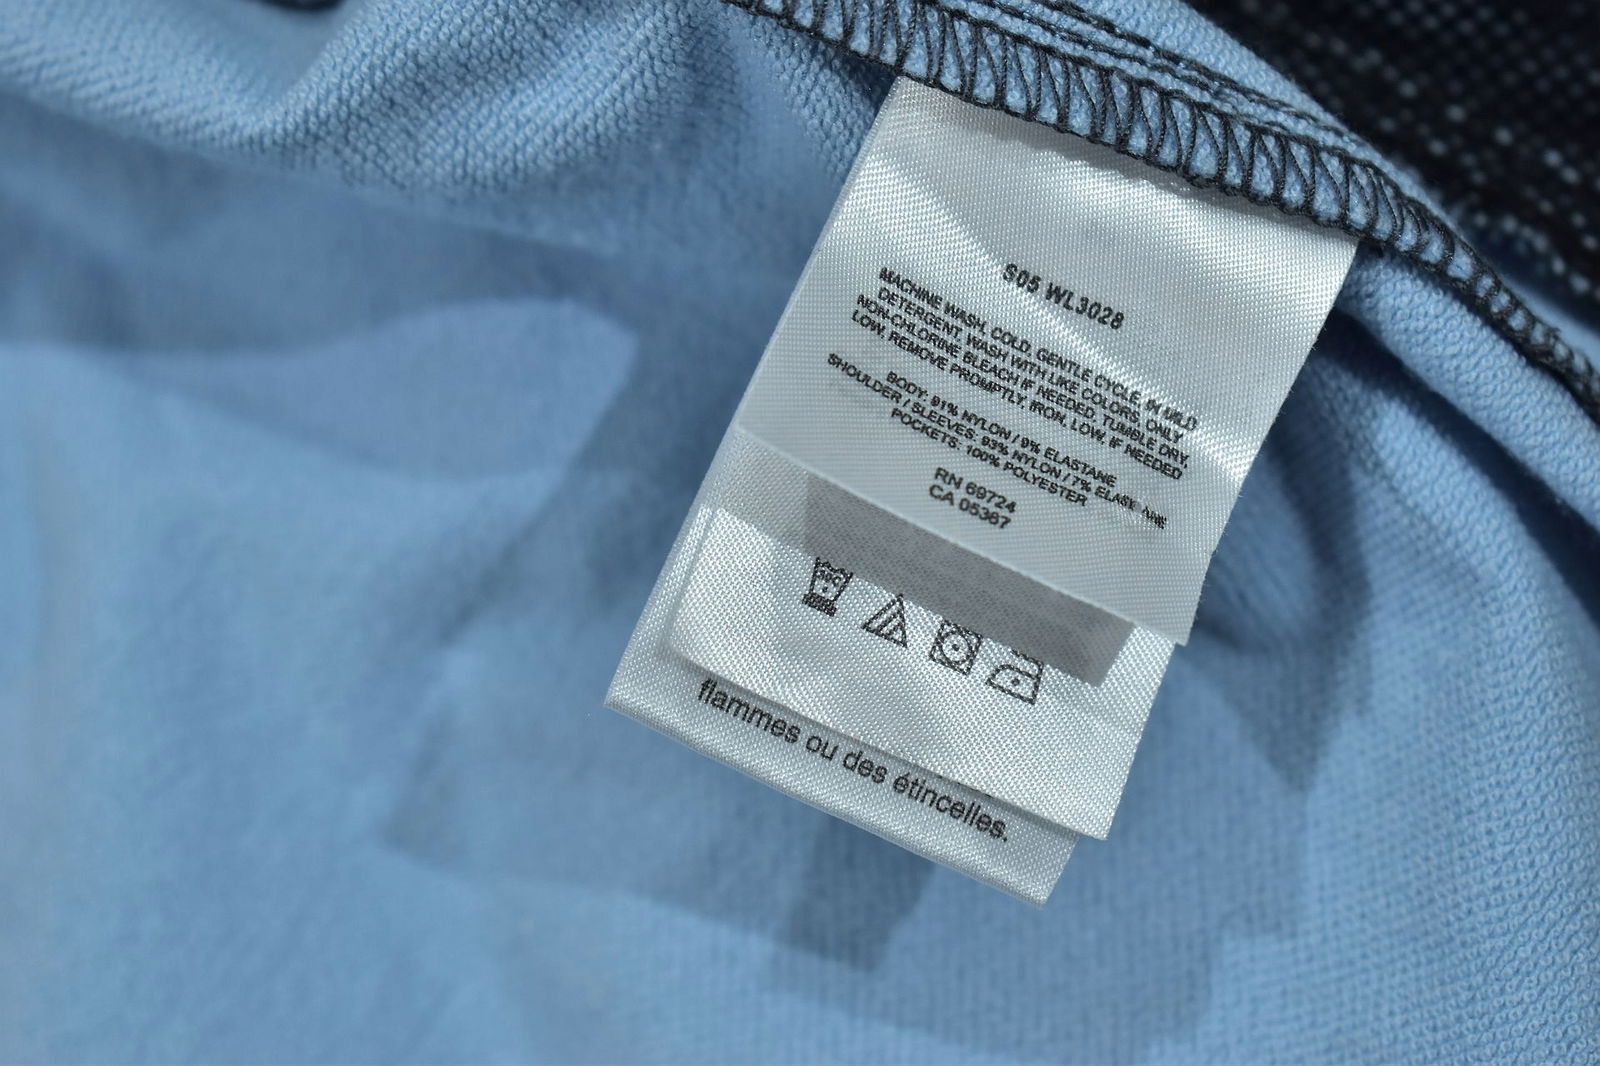 S05 WL3028
MACHINE WASH, COLD, GENTLE CYCLE, IN MILD
DETERGENT, WASH WITH LIKE COLORS, ONLY
NON-CHLORINE BLEACH IF NEEDED, TUMBLE DRY,
LOW, REMOVE PROMPTLY, IRON, LOW, IF NEEDED
BODY: 91% NYLON / 9% ELASTANE
SHOULDER / SLEEVES: 93% NYLON / 7% ELASTANE
POCKETS: 100% POLYESTER
RN 69724
CA 05367
30C
flammes ou des étincelles.